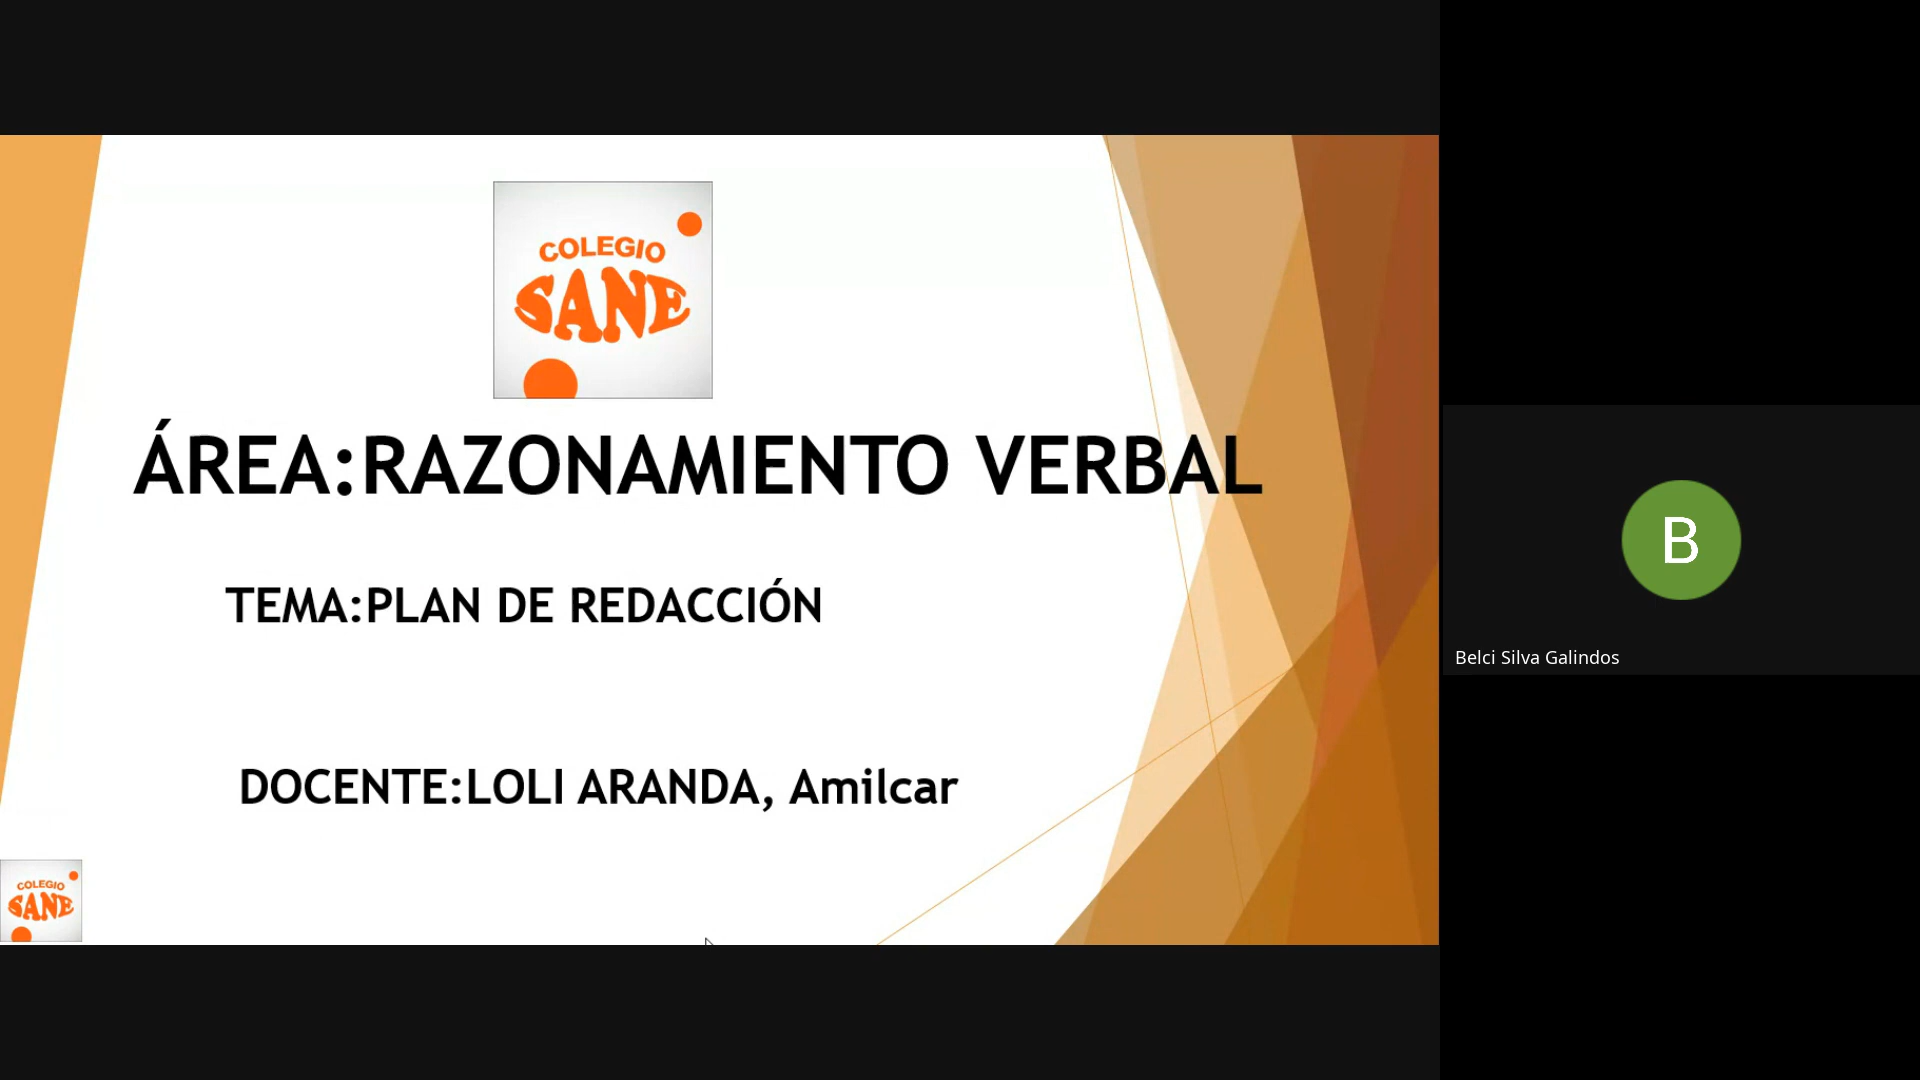 COLEGIO
SANE
ÁREA:RAZONAMIENTO VERBAL
TEMA:PLAN DE REDACCIÓN
DOCENTE:LOLI ARANDA, Amilcar
COLEGIO
SANE
B
Belci Silva Galindos